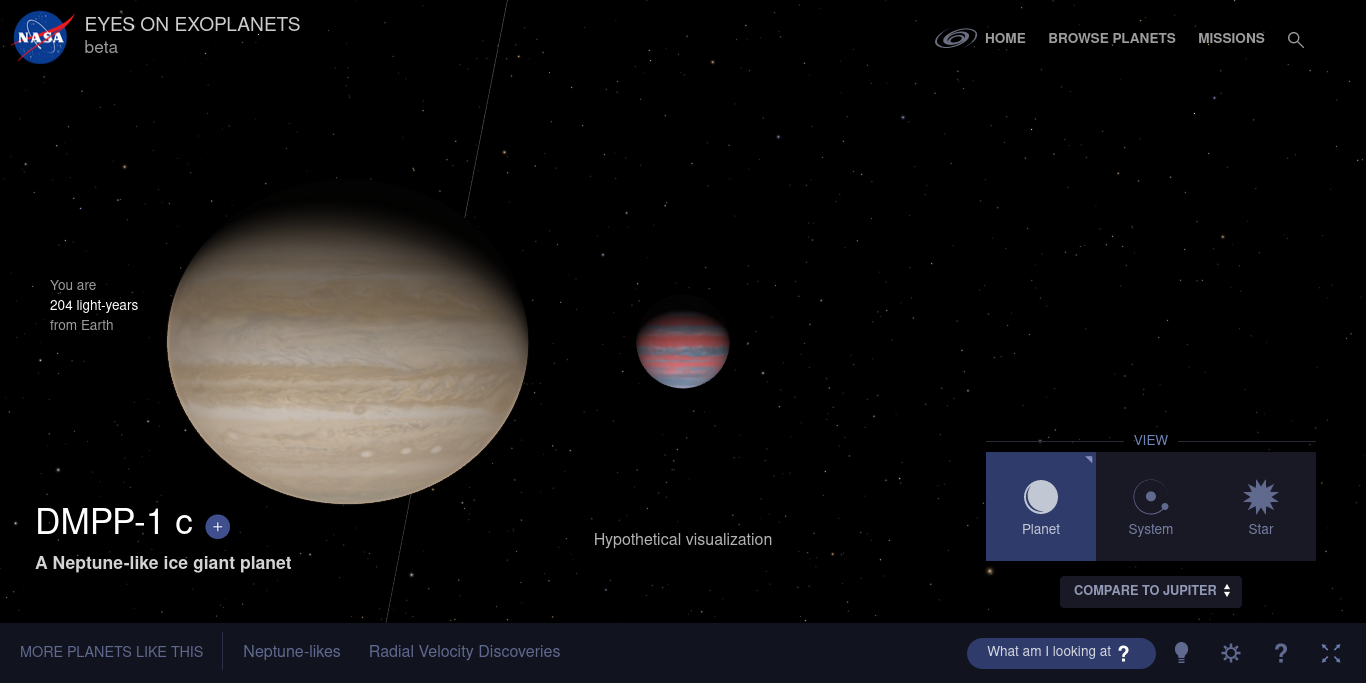 NASA
EYES ON EXOPLANETS
beta
HOME
BROWSE PLANETS
MISSIONS
You are
204 light-years
from Earth
DMPP-1 c +
A Neptune-like ice giant planet
Hypothetical visualization
VIEW
Planet
System
Star
COMPARE TO JUPITER
MORE PLANETS LIKE THIS
Neptune-likes
Radial Velocity Discoveries
What am I looking at ?
?